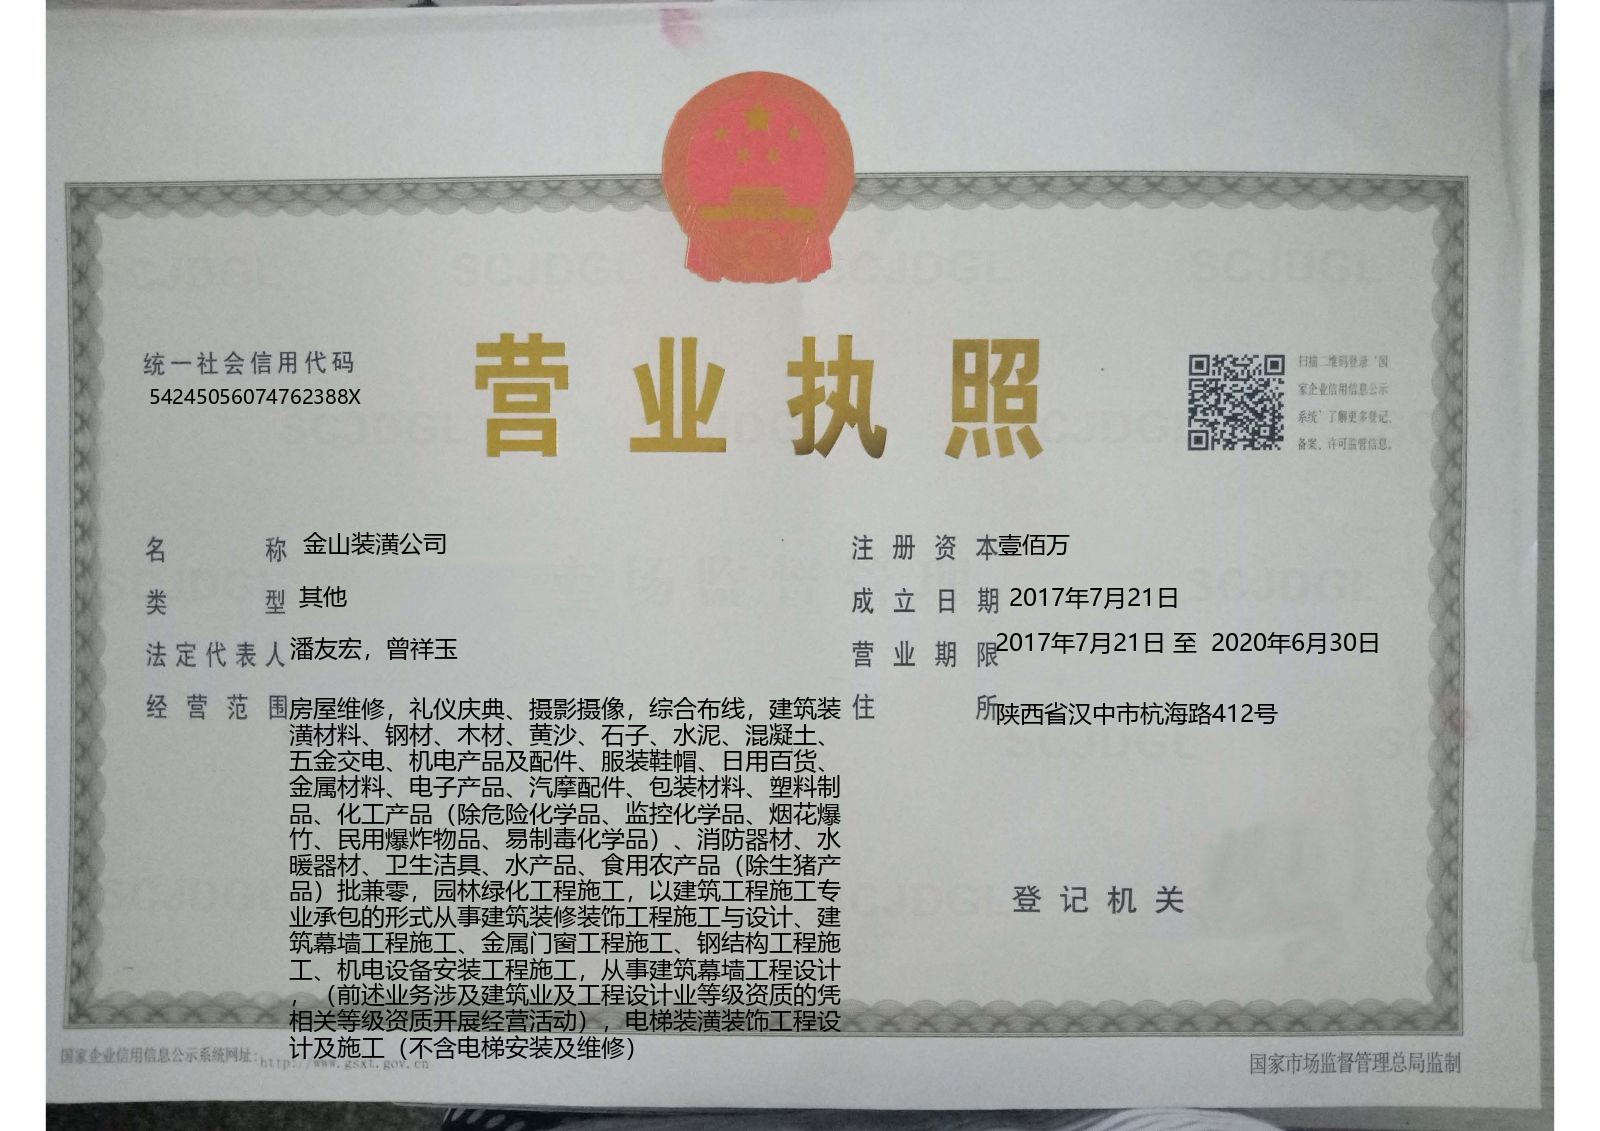 营业执照
统一社会信用代码
54245056074762388X
扫描二维码登录‘国
家企业信用信息公示
系统’了解更多登记、
备案、许可监管信息。
名称 金山装潢公司
类型 其他
法定代表人 潘友宏，曾祥玉
经营范围 房屋维修，礼仪庆典、摄影摄像，综合布线，建筑装
潢材料、钢材、木材、黄沙、石子、水泥、混凝土、
五金交电、机电产品及配件、服装鞋帽、日用百货、
金属材料、电子产品、汽摩配件、包装材料、塑料制
品、化工产品（除危险化学品、监控化学品、烟花爆
竹、民用爆炸物品、易制毒化学品）、消防器材、水
暖器材、卫生洁具、水产品、食用农产品（除生猪产
品）批兼零，园林绿化工程施工，以建筑工程施工专
业承包的形式从事建筑装修装饰工程施工与设计、建
筑幕墙工程施工、金属门窗工程施工、钢结构工程施
工、机电设备安装工程施工，从事建筑幕墙工程设计
，（前述业务涉及建筑业及工程设计业等级资质的凭
相关等级资质开展经营活动），电梯装潢装饰工程设
计及施工（不含电梯安装及维修）
注册资本 壹佰万
成立日期 2017年7月21日
营业期限 2017年7月21日 至 2020年6月30日
住所 陕西省汉中市杭海路412号
登记机关
国家企业信用信息公示系统网址：http://www.gsxt.gov.cn
国家市场监督管理总局监制